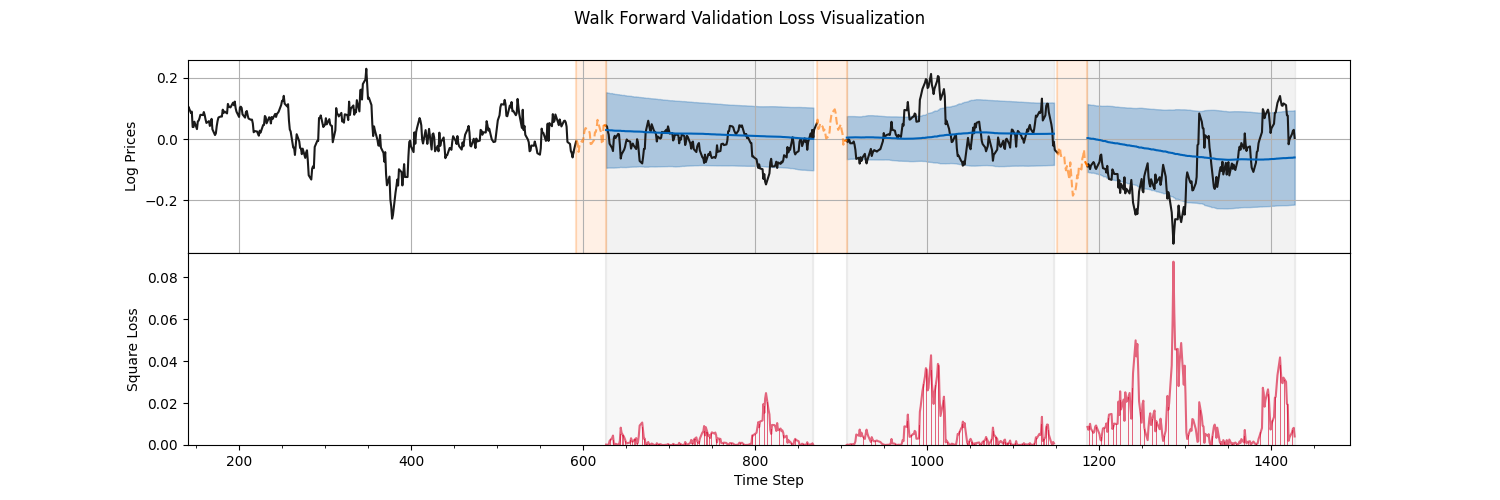 Walk Forward Validation Loss Visualization
Log Prices
0.2
0.0
−0.2
Square Loss
0.08
0.06
0.04
0.02
0.00
200 400 600 800 1000 1200 1400
Time Step